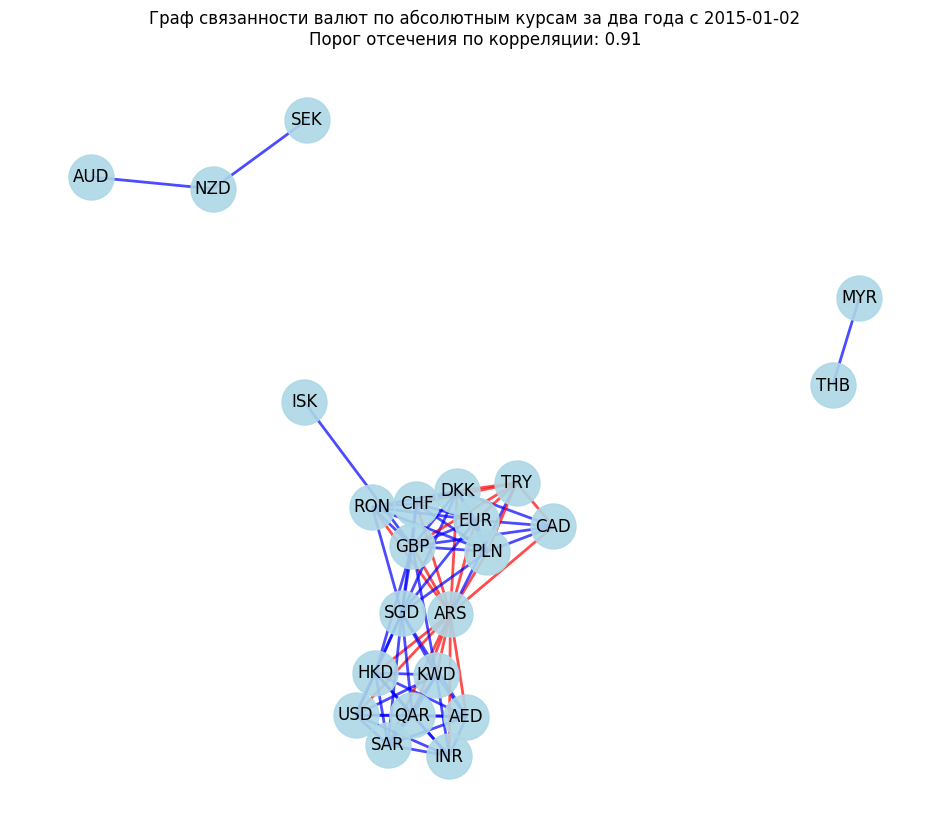 Граф связанности валют по абсолютным курсам за два года с 2015-01-02
Порог отсечения по корреляции: 0.91
SEK
AUD
NZD
MYR
THB
ISK
TRY
DKK
CHF
RON
EUR
CAD
GBP
PLN
SGD
ARS
HKD
KWD
USD
QAR
AED
SAR
INR